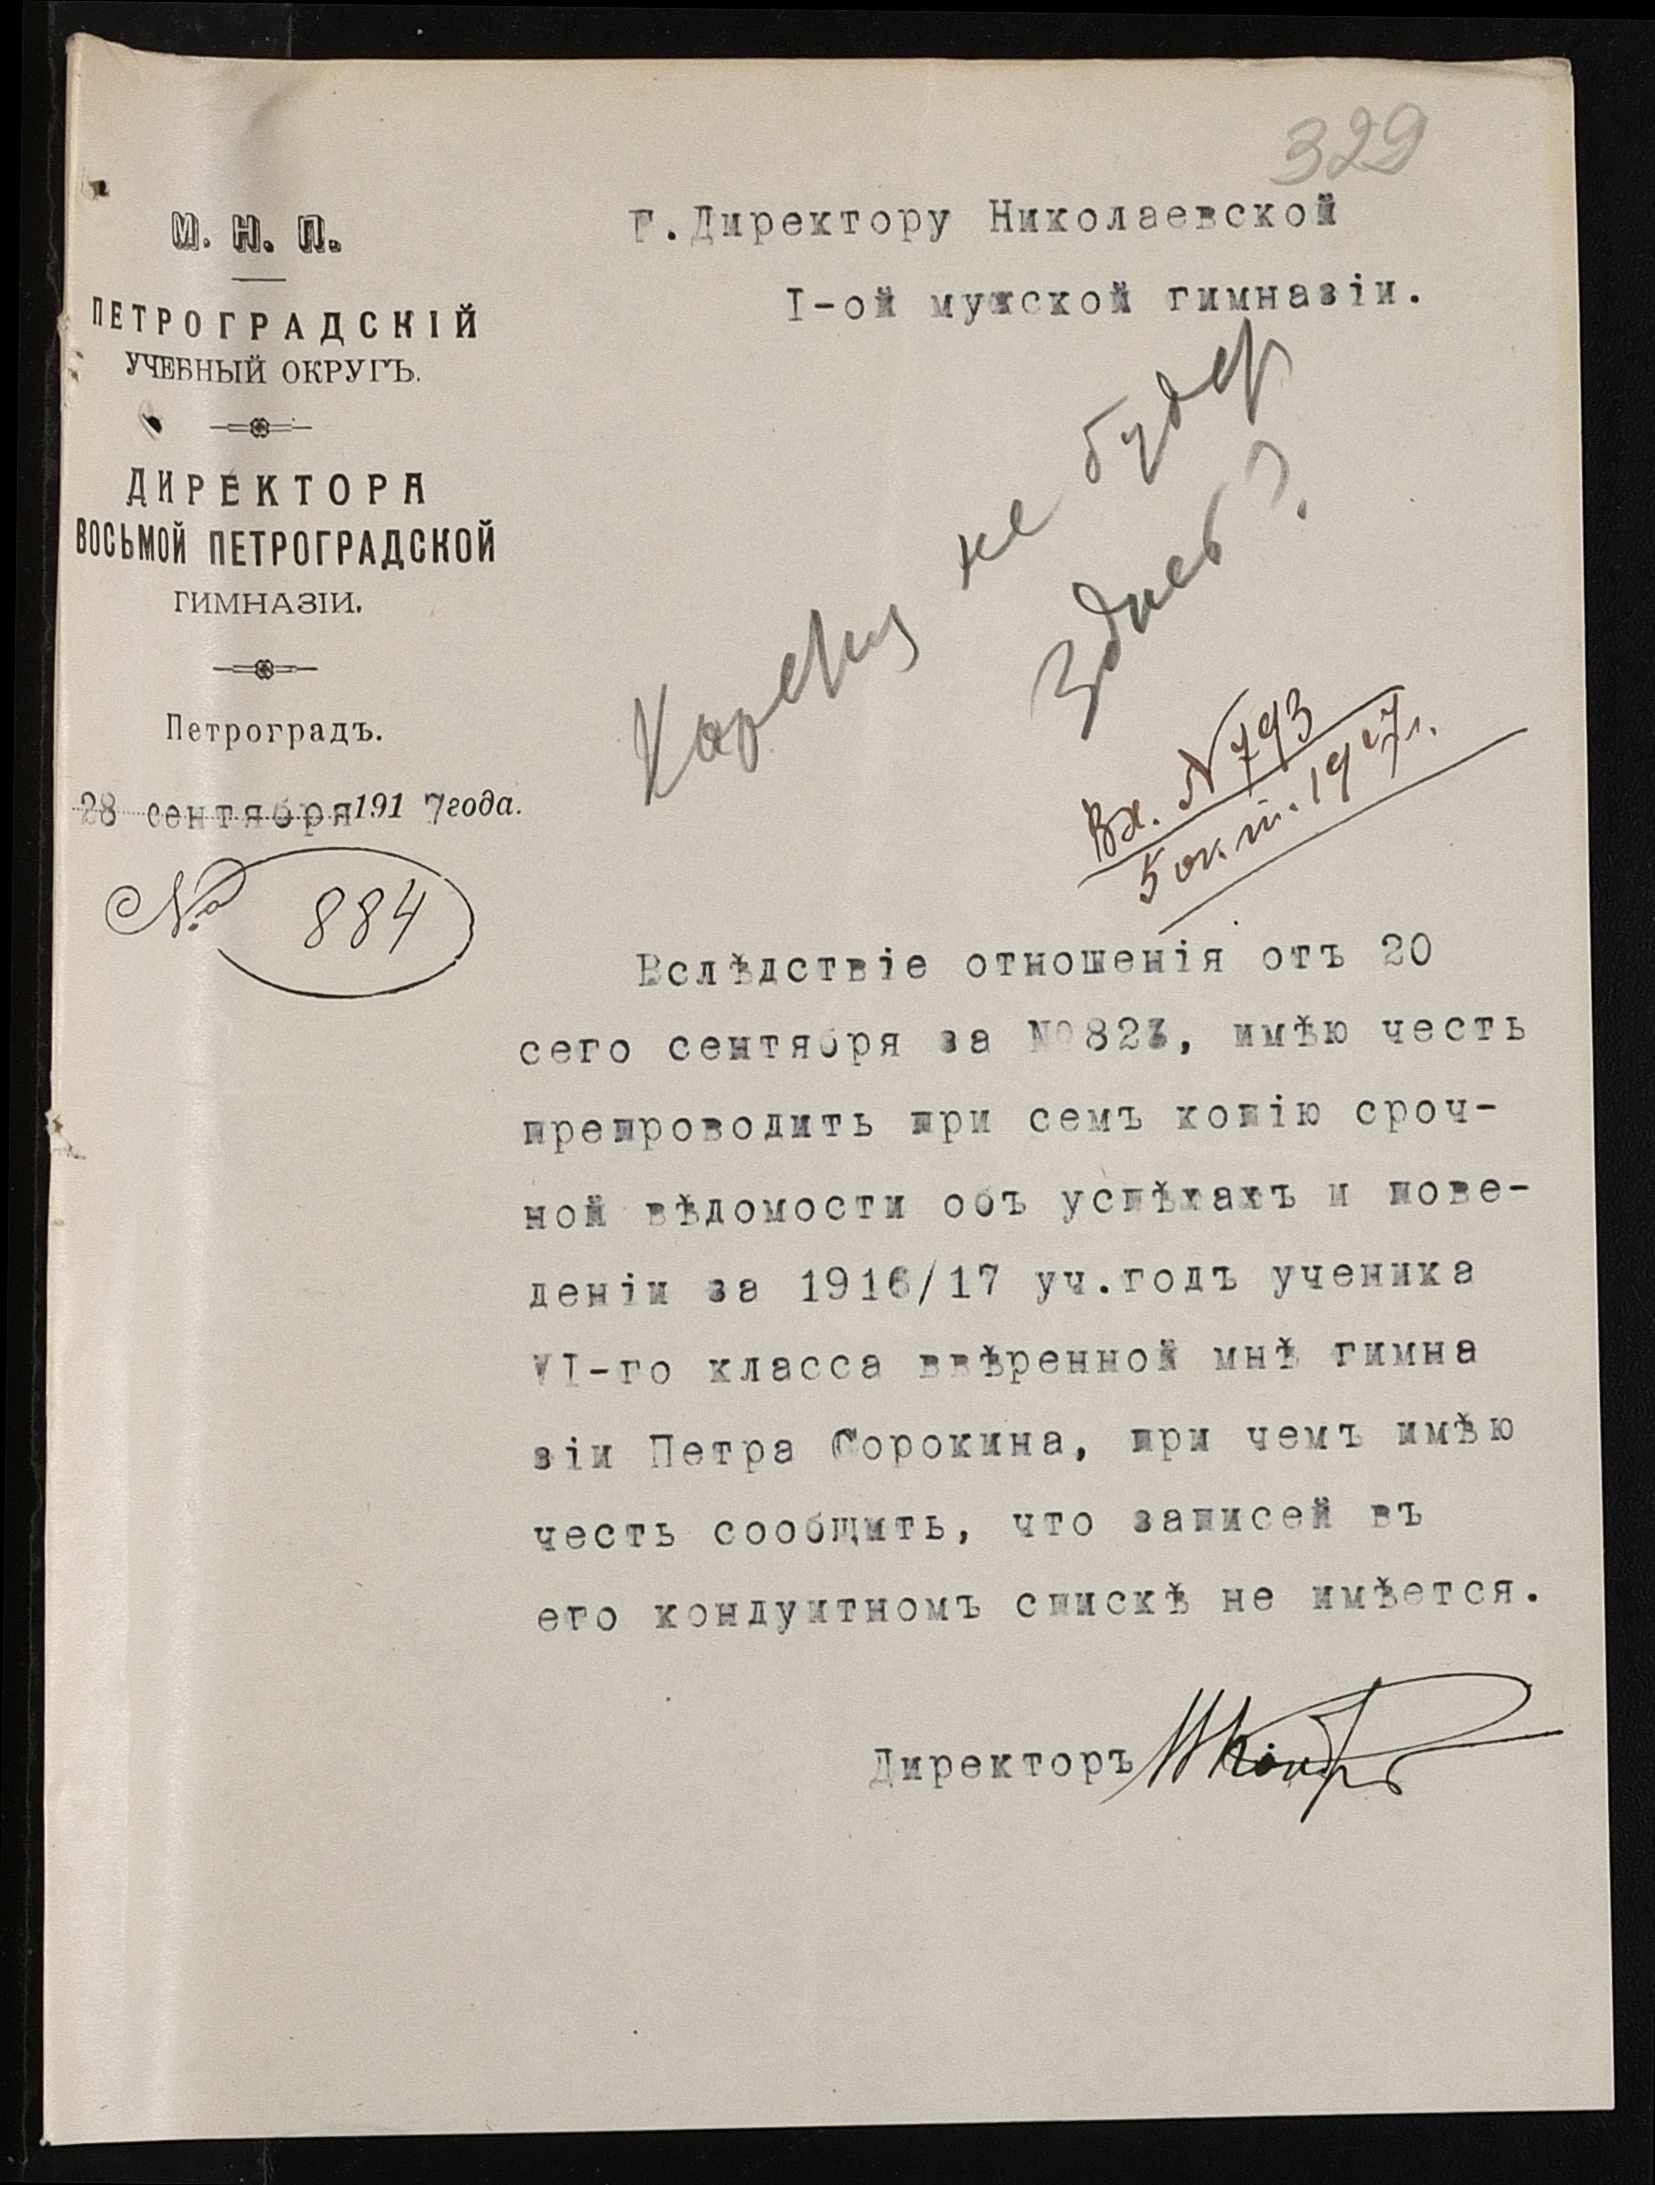 329
М. Н. П.
ПЕТРОГРАДСКІЙ
УЧЕБНЫЙ ОКРУГЪ.
ДИРЕКТОРА
ВОСЬМОЙ ПЕТРОГРАДСКОЙ
ГИМНАЗІИ.
Петроградъ.
28 сентября 1917 года.
№ 884
Г.Директору Николаевской
I-ой мужской гимназіи.
не будет
Вх. N 793
5 окт. 1917 г.
Вслѣдствіе отношенія отъ 20
сего сентября за №823, имѣю честь
препроводить при семъ копію сроч-
ной вѣдомости объ успѣхахъ и пове-
деніи за 1916/17 уч.годъ ученика
VI-го класса ввѣренной мнѣ гимна
зіи Петра Сорокина, при чемъ имѣю
честь сообщить, что записей въ
его кондуитномъ спискѣ не имѣется.
Директоръ